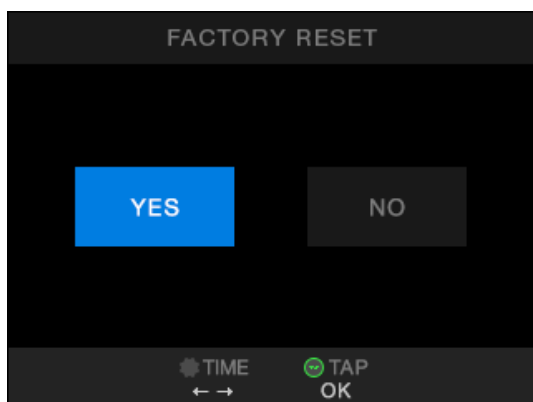 FACTORY RESET
YES NO
TIME TAP
← → OK